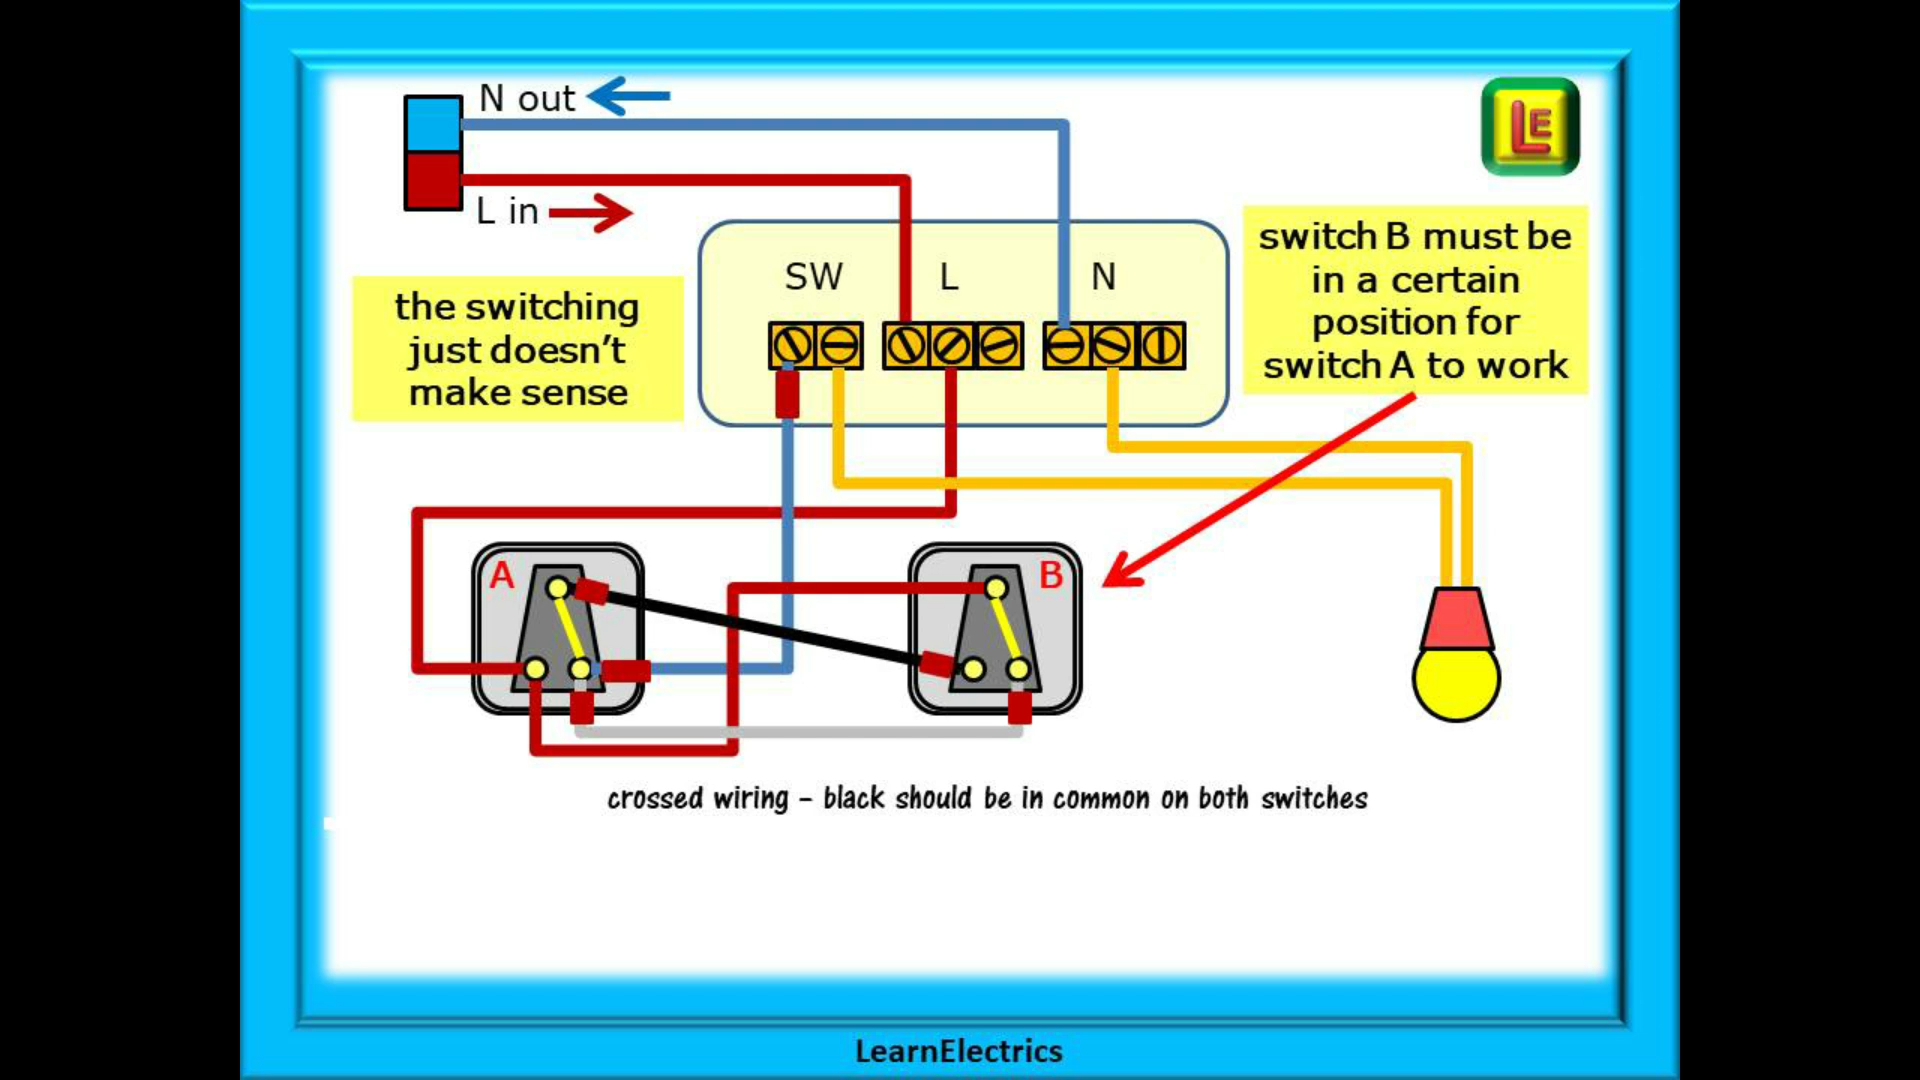 N out
L in
LE
SW L N
the switching
just doesn't
make sense
switch B must be
in a certain
position for
switch A to work
A
B
crossed wiring – black should be in common on both switches
LearnElectrics